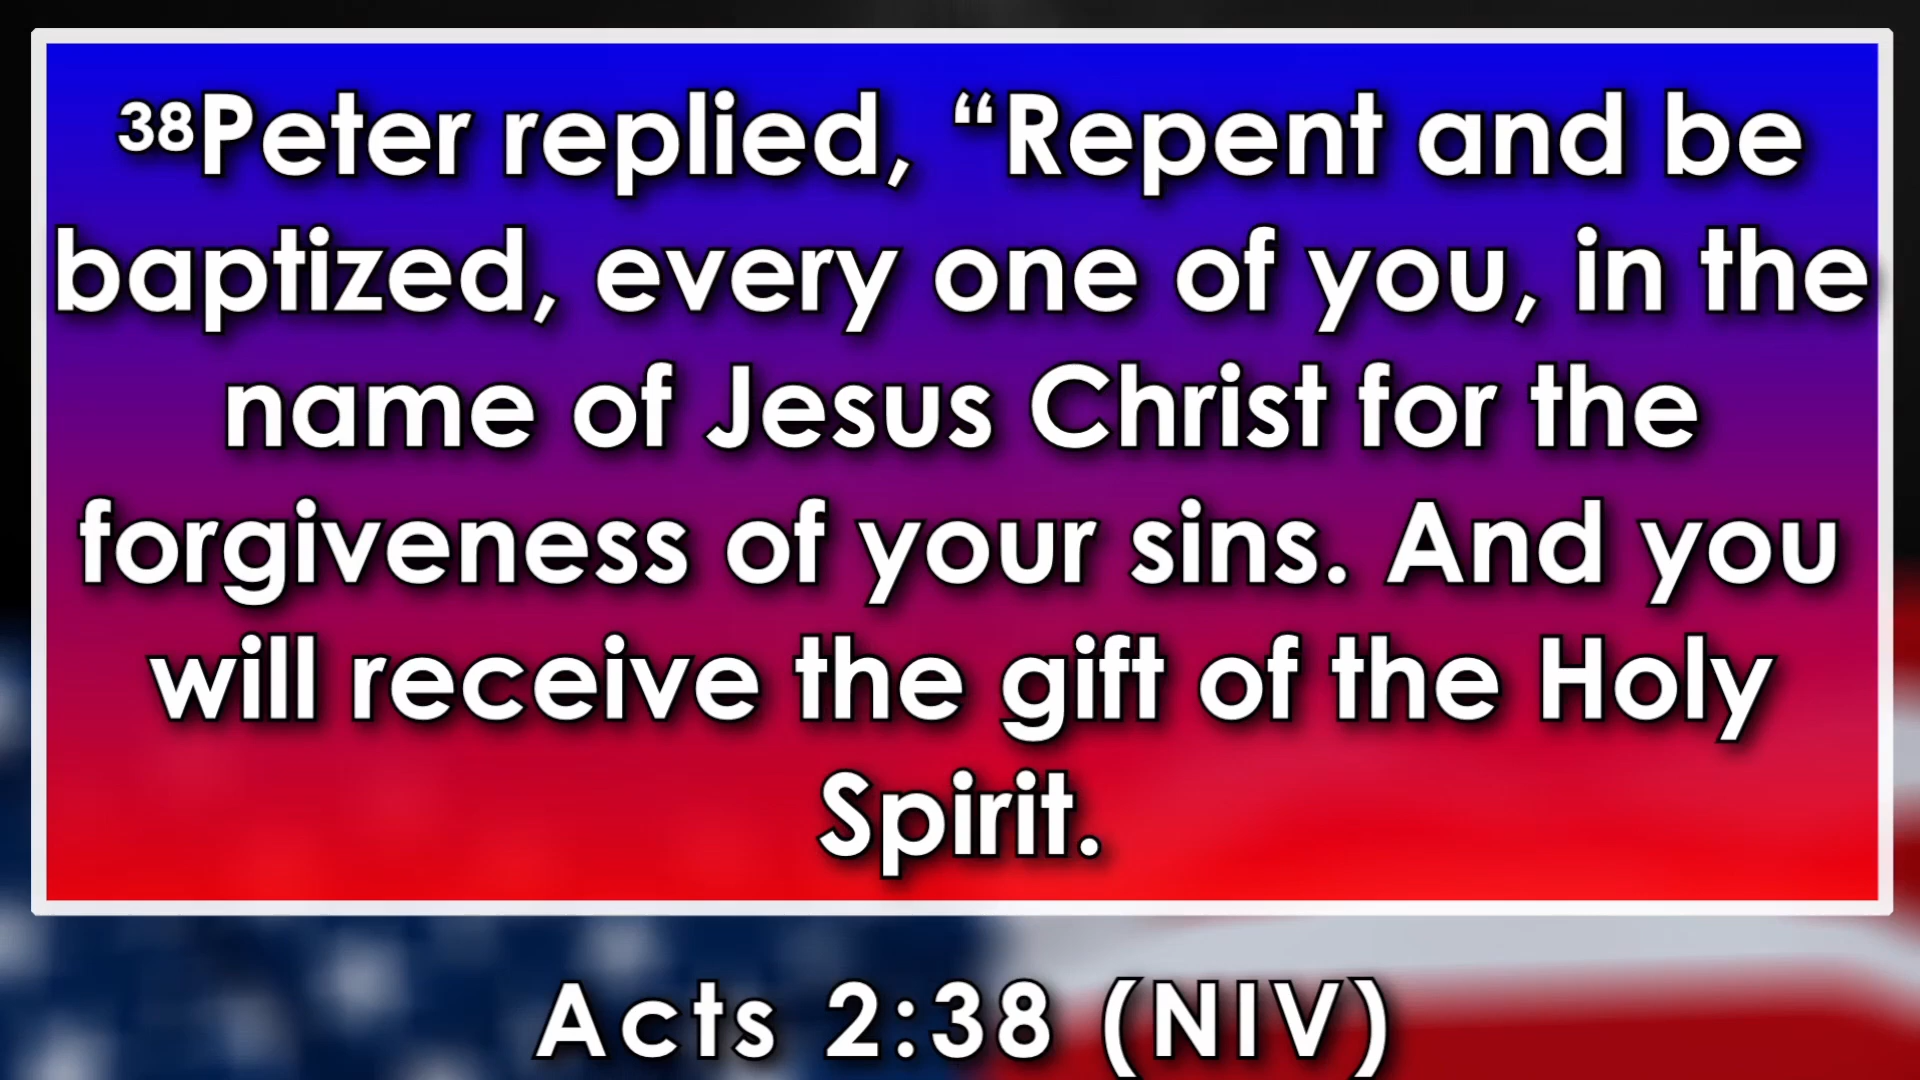 ³⁸Peter replied, “Repent and be
baptized, every one of you, in the
name of Jesus Christ for the
forgiveness of your sins. And you
will receive the gift of the Holy
Spirit.
Acts 2:38 (NIV)